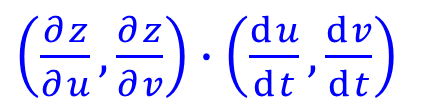 (∂z/∂u, ∂z/∂v) · (du/dt, dv/dt)